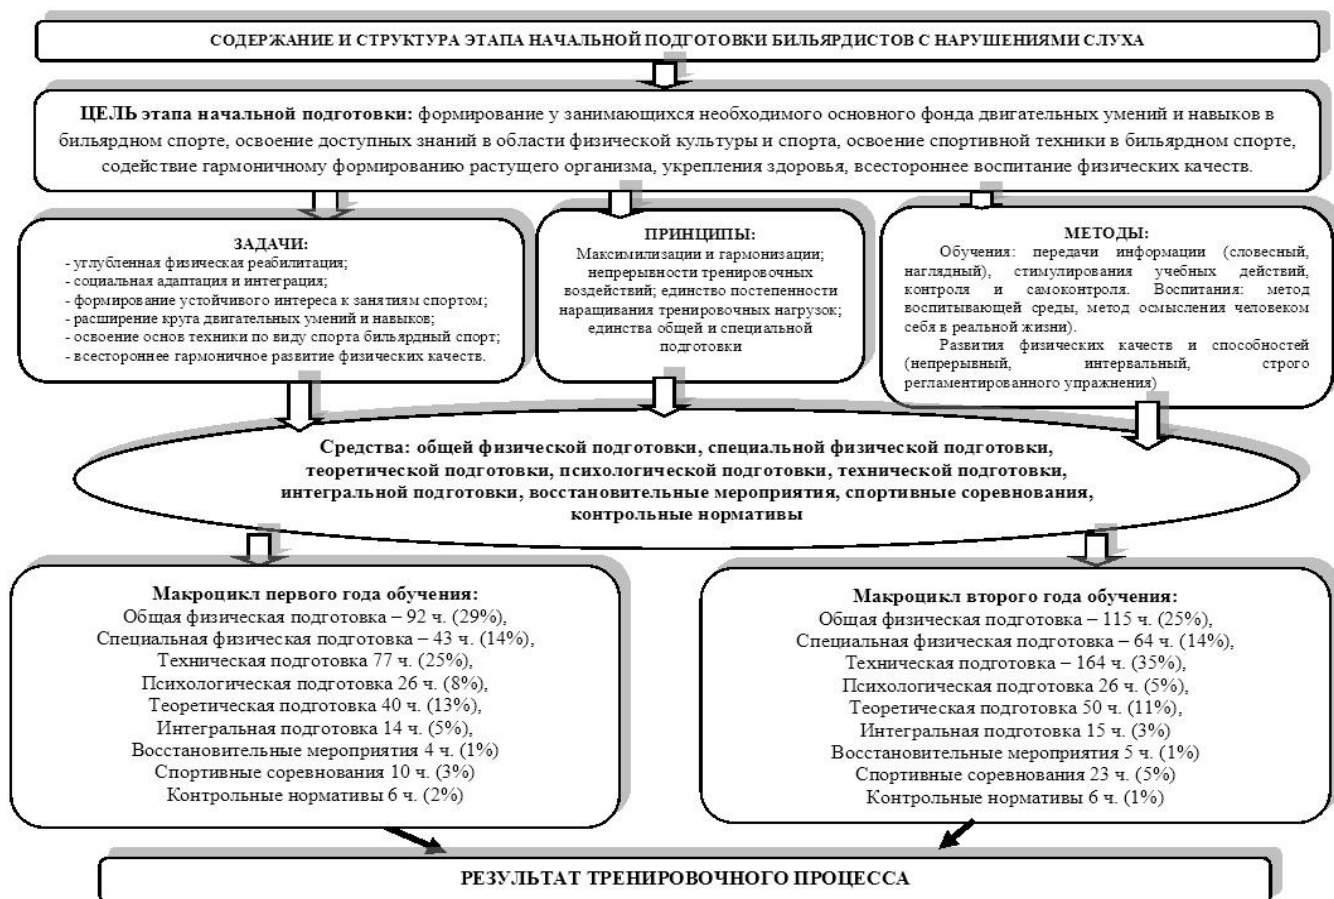 СОДЕРЖАНИЕ И СТРУКТУРА ЭТАПА НАЧАЛЬНОЙ ПОДГОТОВКИ БИЛЬЯРДИСТОВ С НАРУШЕНИЯМИ СЛУХА
ЦЕЛЬ этапа начальной подготовки: формирование у занимающихся необходимого основного фонда двигательных умений и навыков в
бильярдном спорте, освоение доступных знаний в области физической культуры и спорта, освоение спортивной техники в бильярдном спорте,
содействие гармоничному формированию растущего организма, укрепления здоровья, всестороннее воспитание физических качеств.
ЗАДАЧИ:
- углубленная физическая реабилитация;
- социальная адаптация и интеграция;
- формирование устойчивого интереса к занятиям спортом;
- расширение круга двигательных умений и навыков;
- освоение основ техники по виду спорта бильярдный спорт;
- всестороннее гармоничное развитие физических качеств.
ПРИНЦИПЫ:
Максимилизации и гармонизации;
непрерывности тренировочных
воздействий; единство постепенности
наращивания тренировочных нагрузок;
единства общей и специальной
подготовки
МЕТОДЫ:
Обучения: передачи информации (словесный,
наглядный), стимулирования учебных действий,
контроля и самоконтроля. Воспитания: метод
воспитывающей среды, метод осмысления человеком
себя в реальной жизни).
Развития физических качеств и способностей
(непрерывный, интервальный, строго
регламентированного упражнения)
Средства: общей физической подготовки, специальной физической подготовки,
теоретической подготовки, психологической подготовки, технической подготовки,
интегральной подготовки, восстановительные мероприятия, спортивные соревнования,
контрольные нормативы
Макроцикл первого года обучения:
Общая физическая подготовка – 92 ч. (29%),
Специальная физическая подготовка – 43 ч. (14%),
Техническая подготовка 77 ч. (25%),
Психологическая подготовка 26 ч. (8%),
Теоретическая подготовка 40 ч. (13%),
Интегральная подготовка 14 ч. (5%),
Восстановительные мероприятия 4 ч. (1%)
Спортивные соревнования 10 ч. (3%)
Контрольные нормативы 6 ч. (2%)
Макроцикл второго года обучения:
Общая физическая подготовка – 115 ч. (25%),
Специальная физическая подготовка – 64 ч. (14%),
Техническая подготовка – 164 ч. (35%),
Психологическая подготовка 26 ч. (5%),
Теоретическая подготовка 50 ч. (11%),
Интегральная подготовка 15 ч. (3%)
Восстановительные мероприятия 5 ч. (1%)
Спортивные соревнования 23 ч. (5%)
Контрольные нормативы 6 ч. (1%)
РЕЗУЛЬТАТ ТРЕНИРОВОЧНОГО ПРОЦЕССА